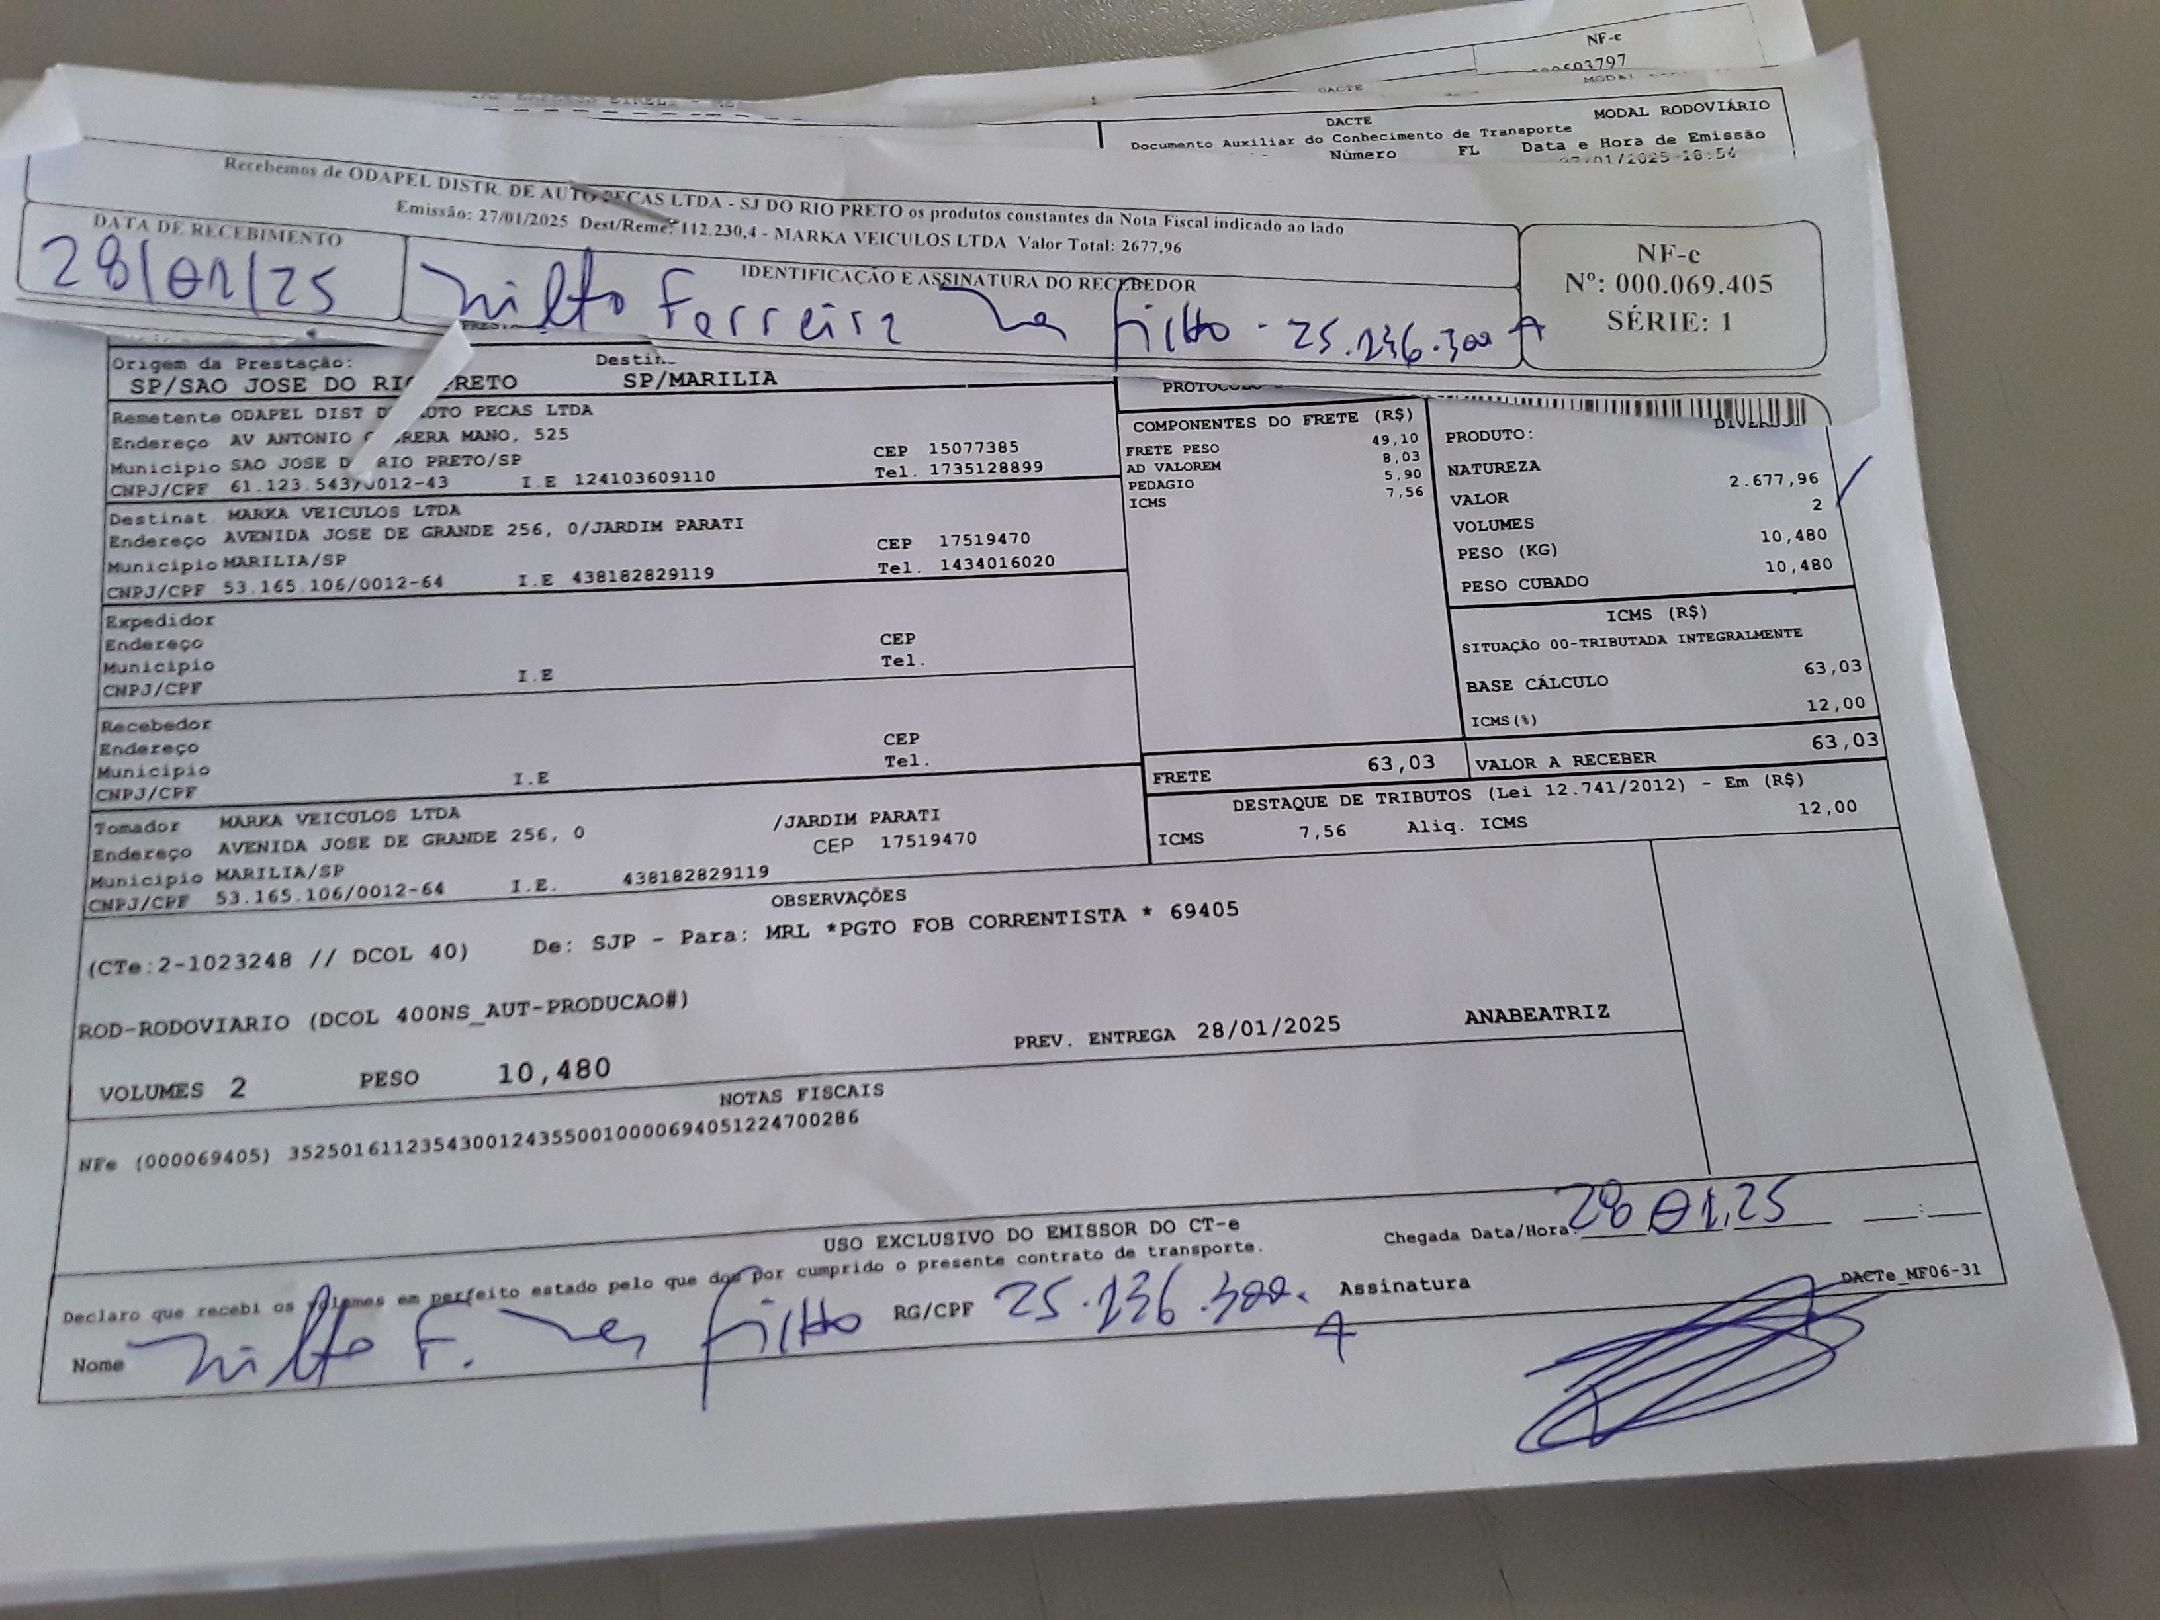 NF-e
MODAL RODOVIÁRIO
DACTE
Documento Auxiliar do Conhecimento de Transporte
Número FL Data e Hora de Emissão
27/01/2025 18:54
Recebemos de ODAPEL DISTR. DE AUTO PECAS LTDA - SJ DO RIO PRETO os produtos constantes da Nota Fiscal indicado ao lado
Emissão: 27/01/2025 Dest/Reme: 112.230,4 - MARKA VEICULOS LTDA Valor Total: 2677,96
DATA DE RECEBIMENTO
28/01/25
IDENTIFICAÇÃO E ASSINATURA DO RECEBEDOR
Ferreira filho - 25.236.300
NF-e
Nº: 000.069.405
SÉRIE: 1
Origem da Prestação:
SP/SAO JOSE DO RIO PRETO SP/MARILIA
Remetente ODAPEL DIST DE AUTO PECAS LTDA
Endereço AV ANTONIO MANO, 525 CEP 15077385
Municipio SAO JOSE DO RIO PRETO/SP Tel. 1735128899
CNPJ/CPF 61.123.543/0012-43 I.E 124103609110
Destinat. MARKA VEICULOS LTDA
Endereço AVENIDA JOSE DE GRANDE 256, 0/JARDIM PARATI CEP 17519470
Municipio MARILIA/SP Tel. 1434016020
CNPJ/CPF 53.165.106/0012-64 I.E 438182829119
Expedidor
Endereço CEP
Municipio Tel.
CNPJ/CPF I.E
Recebedor
Endereço CEP
Municipio Tel.
CNPJ/CPF I.E
Tomador MARKA VEICULOS LTDA /JARDIM PARATI
Endereço AVENIDA JOSE DE GRANDE 256, 0 CEP 17519470
Municipio MARILIA/SP
CNPJ/CPF 53.165.106/0012-64 I.E. 438182829119
COMPONENTES DO FRETE (R$)
FRETE PESO 49,10
AD VALOREM 8,03
PEDAGIO 5,90
ICMS 7,56
PRODUTO:
NATUREZA
VALOR 2.677,96
VOLUMES 2
PESO (KG) 10,480
PESO CUBADO 10,480
ICMS (R$)
SITUAÇÃO 00-TRIBUTADA INTEGRALMENTE
BASE CÁLCULO 63,03
ICMS(%) 12,00
FRETE 63,03 VALOR A RECEBER 63,03
DESTAQUE DE TRIBUTOS (Lei 12.741/2012) - Em (R$)
ICMS 7,56 Aliq. ICMS 12,00
OBSERVAÇÕES
(CTe:2-1023248 // DCOL 40) De: SJP - Para: MRL *PGTO FOB CORRENTISTA * 69405
ROD-RODOVIARIO (DCOL 400NS_AUT-PRODUCAO#)
PREV. ENTREGA 28/01/2025 ANABEATRIZ
VOLUMES 2 PESO 10,480
NOTAS FISCAIS
NFe (000069405) 35250161123543001243550010000694051224700286
USO EXCLUSIVO DO EMISSOR DO CT-e
Declaro que recebi os volumes em perfeito estado pelo que dou por cumprido o presente contrato de transporte.
Chegada Data/Hora: 28 01.25
Nome F. filho RG/CPF 25.236.300. Assinatura
DACTe_MF06-31